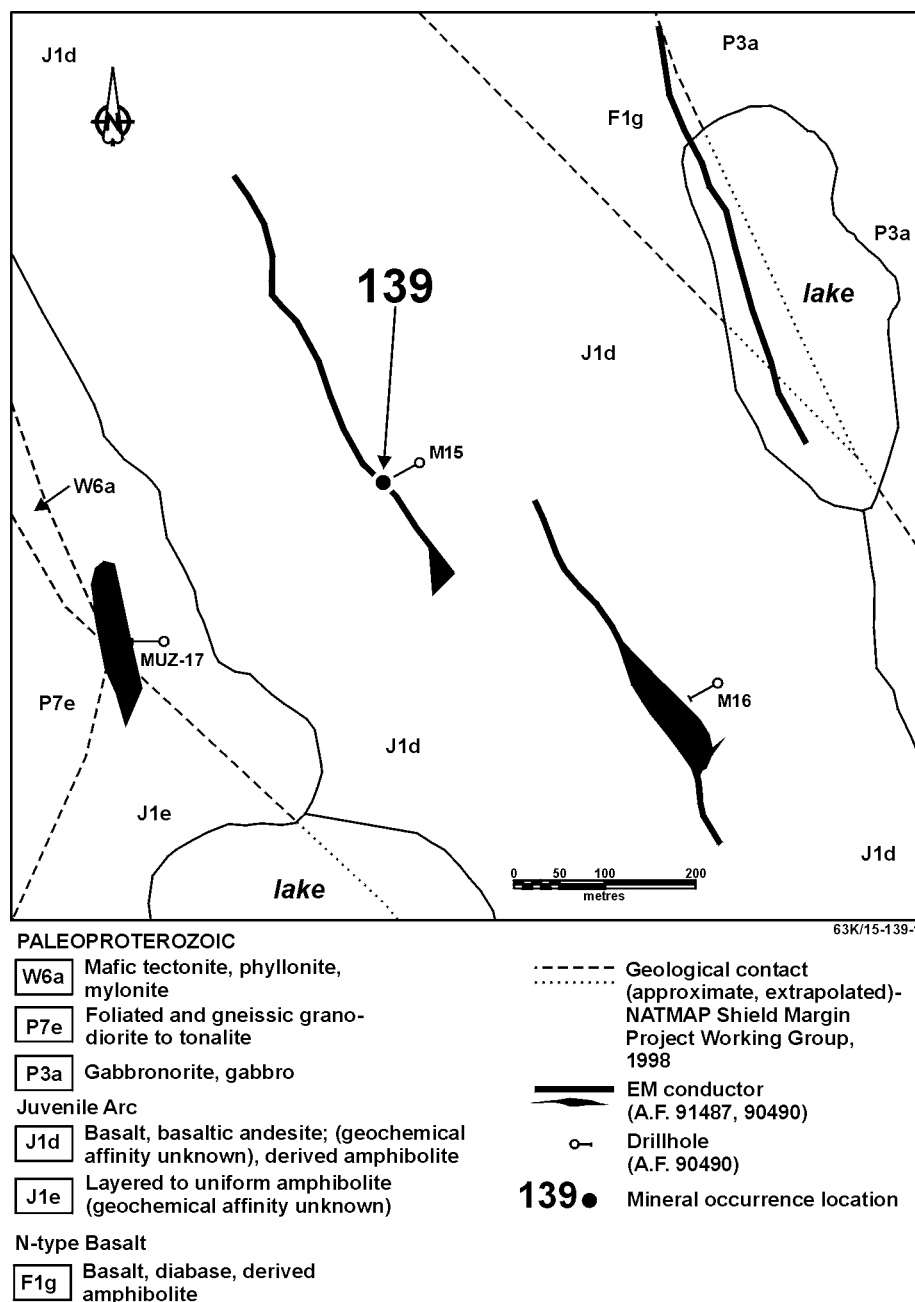 J1d
P3a
N
F1g
P3a
139
lake
J1d
M15
W6a
MUZ-17
P7e
M16
J1d
J1e
J1d
0 50 100 200
metres
lake
63K/15-139-
PALEOPROTEROZOIC
W6a Mafic tectonite, phyllonite,
mylonite
P7e Foliated and gneissic grano-
diorite to tonalite
P3a Gabbronorite, gabbro
Juvenile Arc
J1d Basalt, basaltic andesite; (geochemical
affinity unknown), derived amphibolite
J1e Layered to uniform amphibolite
(geochemical affinity unknown)
N-type Basalt
F1g Basalt, diabase, derived
amphibolite
Geological contact
(approximate, extrapolated)-
NATMAP Shield Margin
Project Working Group,
1998
EM conductor
(A.F. 91487, 90490)
Drillhole
(A.F. 90490)
139 Mineral occurrence location